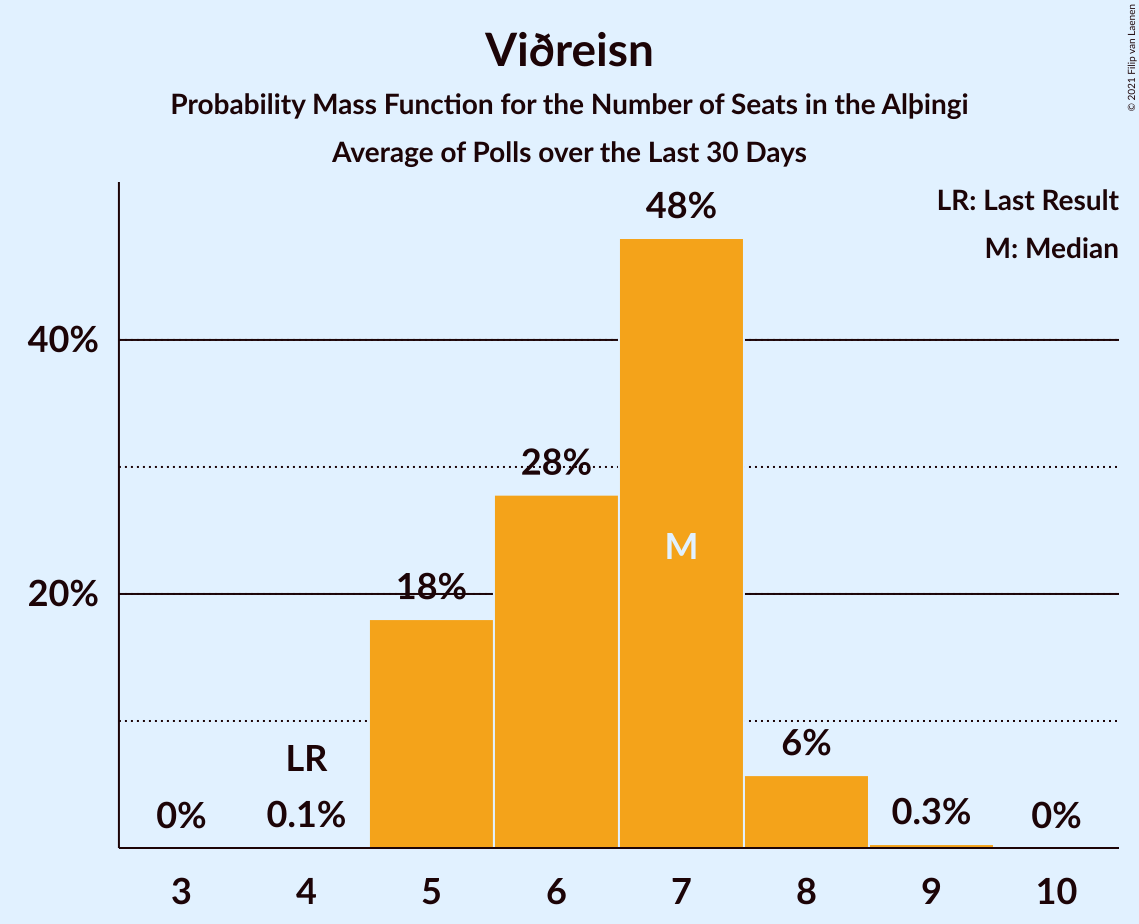 Viðreisn
Probability Mass Function for the Number of Seats in the Alþingi
Average of Polls over the Last 30 Days
© 2021 Filip van Laenen
LR: Last Result
M: Median
48%
40%
28%
M
20%
18%
LR
6%
0%
0.1%
0.3%
0%
3 4 5 6 7 8 9 10